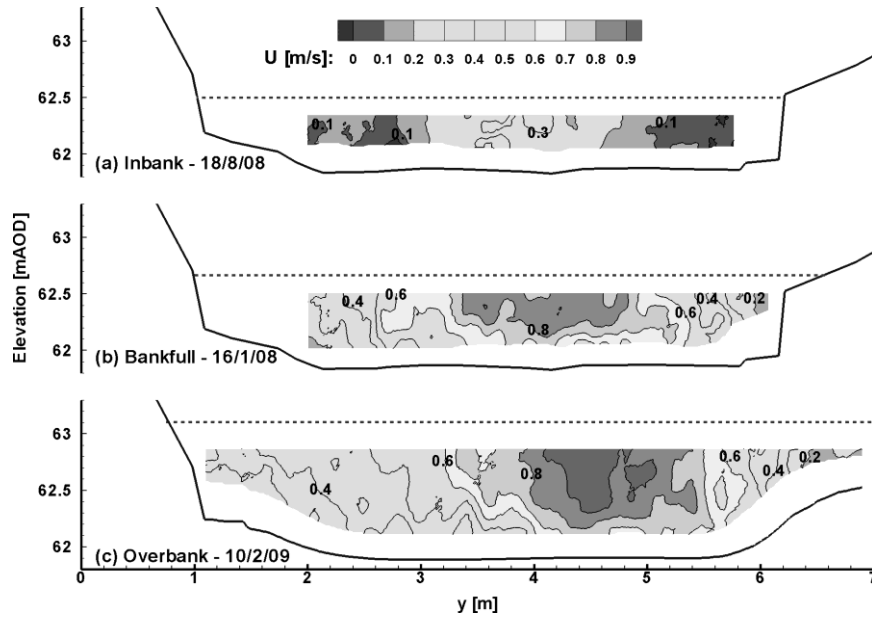 63
62.5
62
U [m/s]:
0 0.1 0.2 0.3 0.4 0.5 0.6 0.7 0.8 0.9
0.1 0.1 0.3 0.1
(a) Inbank - 18/8/08
Elevation [mAOD]
63
62.5
62
0.4 0.6 0.8 0.6 0.4 0.2
(b) Bankfull - 16/1/08
63
62.5
62
0.4 0.6 0.8 0.6 0.4 0.2
(c) Overbank - 10/2/09
0 1 2 3 4 5 6 7
y [m]